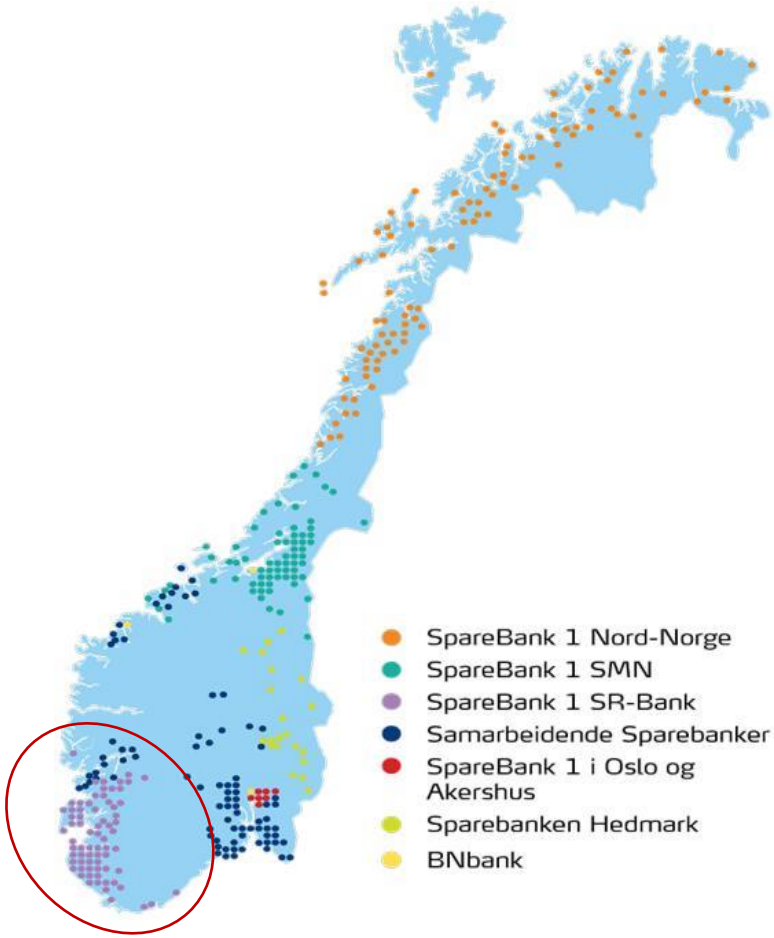 SpareBank 1 Nord-Norge
SpareBank 1 SMN
SpareBank 1 SR-Bank
Samarbeidende Sparebanker
SpareBank 1 i Oslo og
Akershus
Sparebanken Hedmark
BNbank